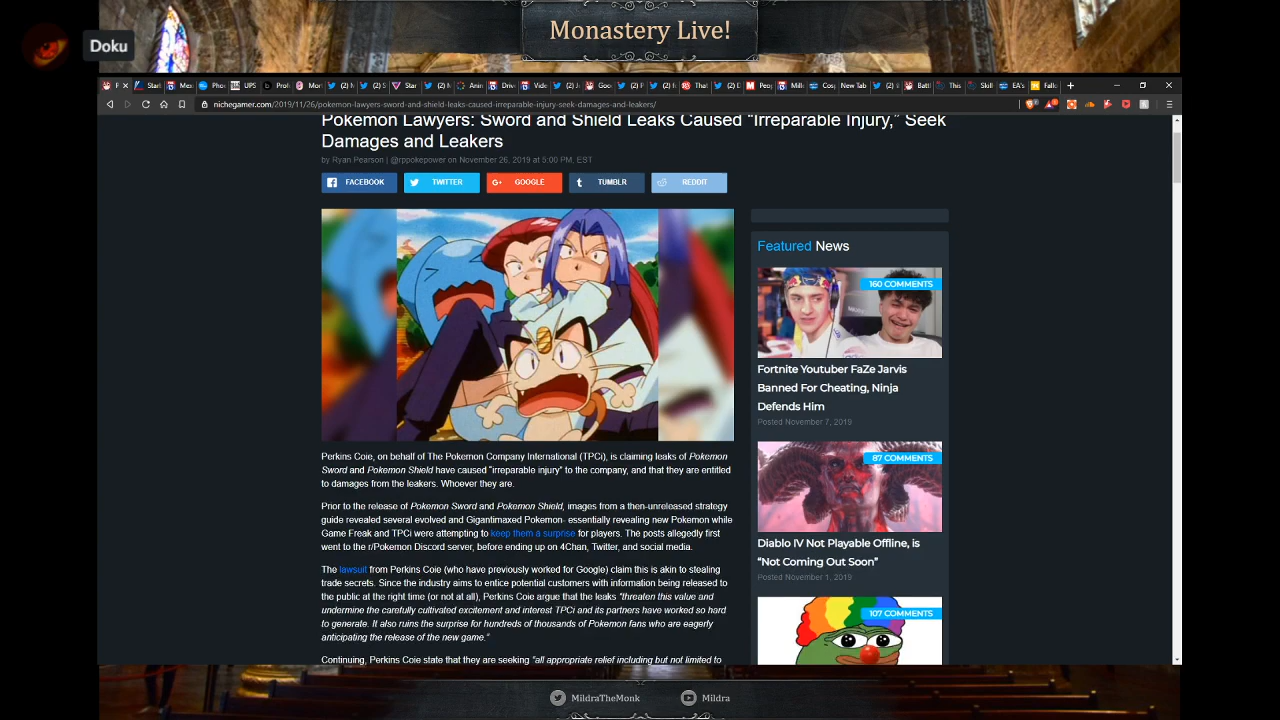 Monastery Live!
Doku
nichegamer.com/2019/11/26/pokemon-lawyers-sword-and-shield-leaks-caused-irreparable-injury-seek-damages-and-leakers/
Pokemon Lawyers: Sword and Shield Leaks Caused “Irreparable Injury,” Seek
Damages and Leakers
by Ryan Pearson | @rppokepower on November 26, 2019 at 5:00 PM, EST
FACEBOOK
TWITTER
GOOGLE
TUMBLR
REDDIT
Perkins Coie, on behalf of The Pokemon Company International (TPCi), is claiming leaks of Pokemon
Sword and Pokemon Shield have caused “irreparable injury” to the company, and that they are entitled
to damages from the leakers. Whoever they are.
Prior to the release of Pokemon Sword and Pokemon Shield, images from a then-unreleased strategy
guide revealed several evolved and Gigantimaxed Pokemon- essentially revealing new Pokemon while
Game Freak and TPCi were attempting to keep them a surprise for players. The posts allegedly first
went to the r/Pokemon Discord server, before ending up on 4Chan, Twitter, and social media.
The lawsuit from Perkins Coie (who have previously worked for Google) claim this is akin to stealing
trade secrets. Since the industry aims to entice potential customers with information being released to
the public at the right time (or not at all), Perkins Coie argue that the leaks “threaten this value and
undermine the carefully cultivated excitement and interest TPCi and its partners have worked so hard
to generate. It also ruins the surprise for hundreds of thousands of Pokemon fans who are eagerly
anticipating the release of the new game.”
Continuing, Perkins Coie state that they are seeking “all appropriate relief including but not limited to
Featured News
160 COMMENTS
Fortnite Youtuber FaZe Jarvis
Banned For Cheating, Ninja
Defends Him
Posted November 7, 2019
87 COMMENTS
Diablo IV Not Playable Offline, is
“Not Coming Out Soon”
Posted November 1, 2019
107 COMMENTS
MildraTheMonk
Mildra